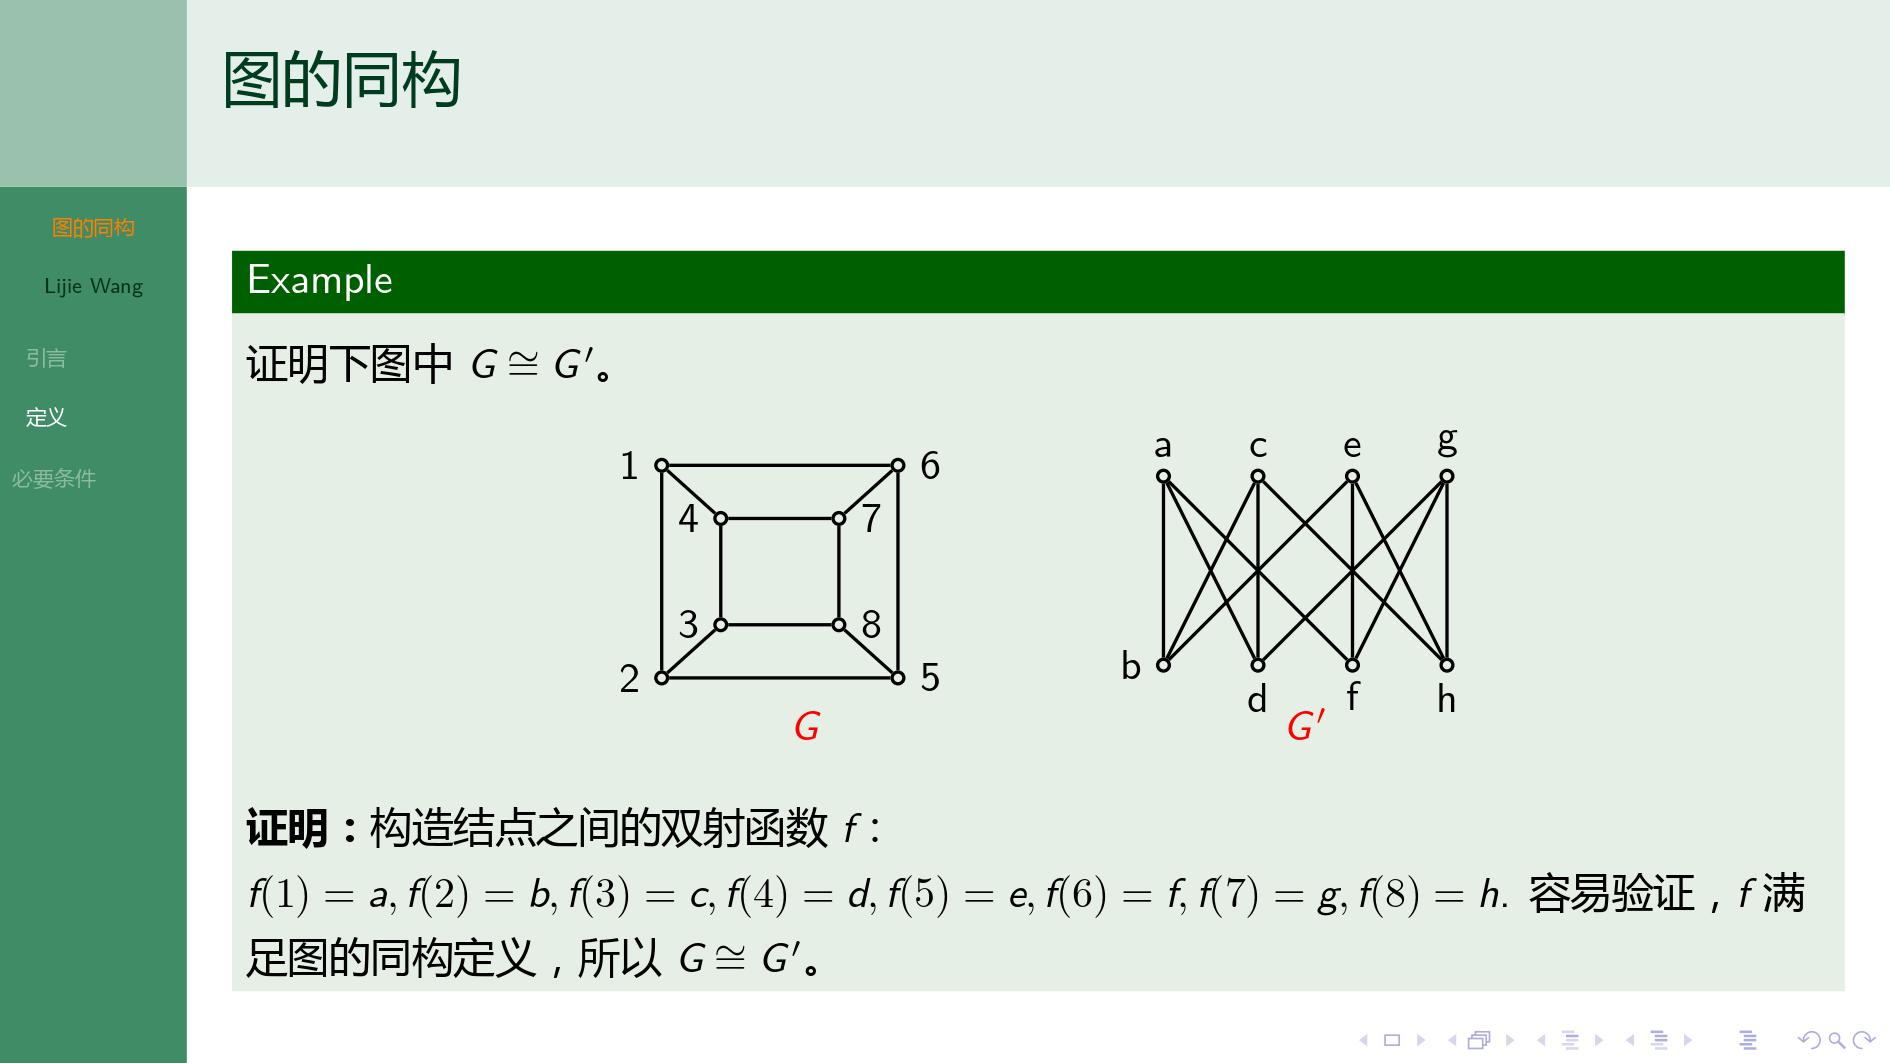 图的同构
图的同构
Lijie Wang
引言
定义
必要条件
Example
证明下图中 G ≅ G′。
1
6
4
7
3
8
2
5
G
a
c
e
g
b
d
f
h
G′
证明：构造结点之间的双射函数 f :
f(1) = a, f(2) = b, f(3) = c, f(4) = d, f(5) = e, f(6) = f, f(7) = g, f(8) = h. 容易验证，f 满
足图的同构定义，所以 G ≅ G′。